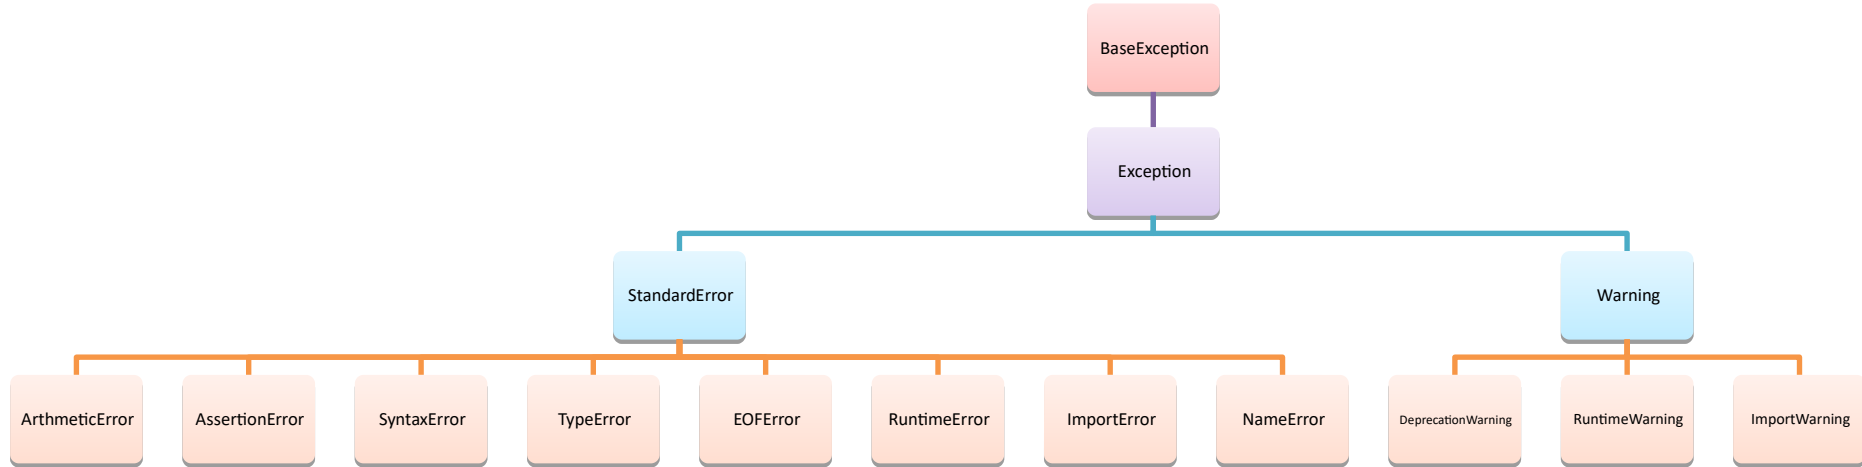 BaseException
Exception
StandardError
Warning
ArthmeticError
AssertionError
SyntaxError
TypeError
EOFError
RuntimeError
ImportError
NameError
DeprecationWarning
RuntimeWarning
ImportWarning